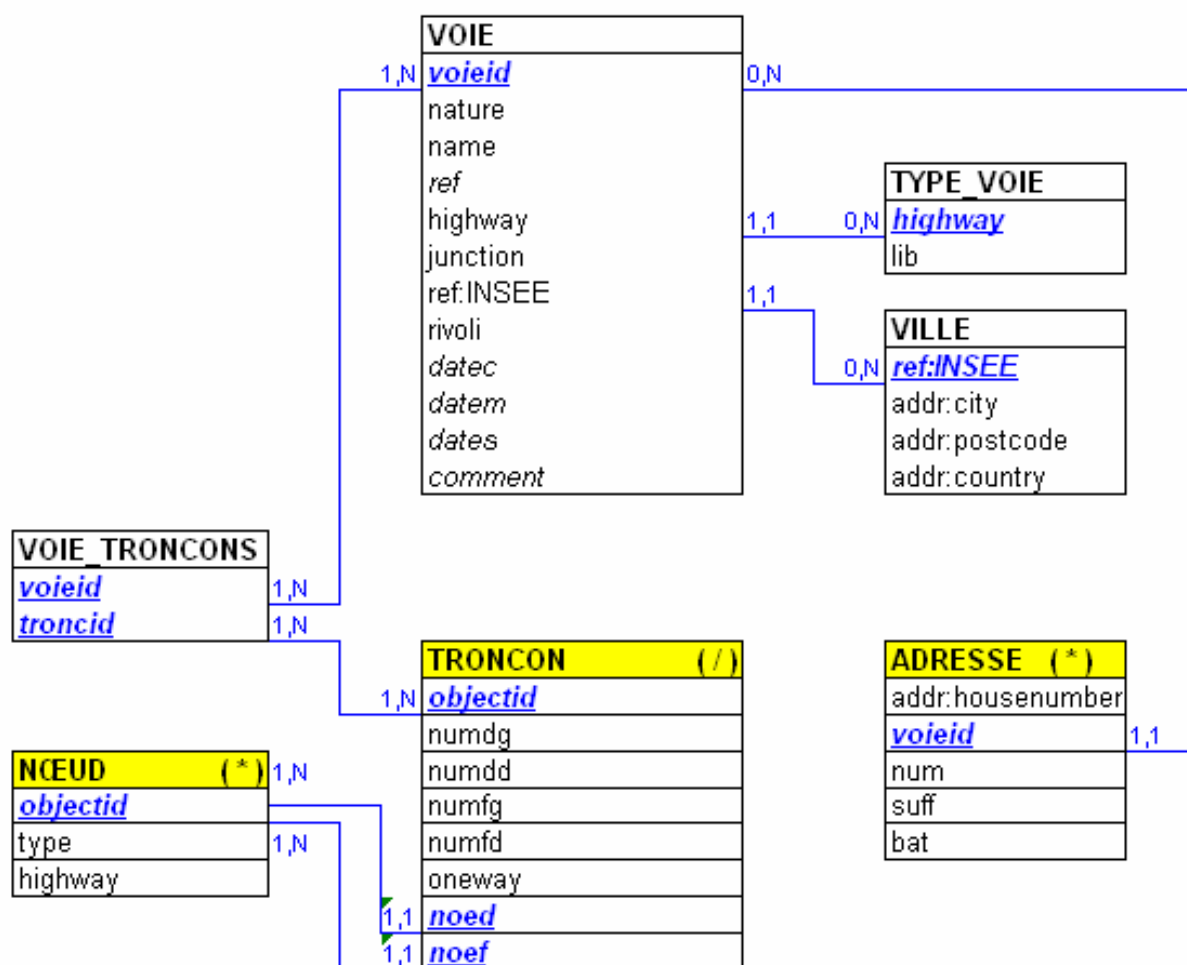 VOIE
1,N voieid 0,N
nature
name
ref
highway 1,1
junction
ref:INSEE 1,1
rivoli
datec
datem
dates
comment
TYPE_VOIE
0,N highway
lib
VILLE
0,N ref:INSEE
addr:city
addr:postcode
addr:country
VOIE_TRONCONS
voieid 1,N
troncid 1,N
TRONCON (/)
1,N objectid
numdg
numdd
numfg
numfd
oneway
1,1 noed
1,1 noef
ADRESSE (*)
addr:housenumber
voieid 1,1
num
suff
bat
NŒUD (*) 1,N
objectid
type 1,N
highway